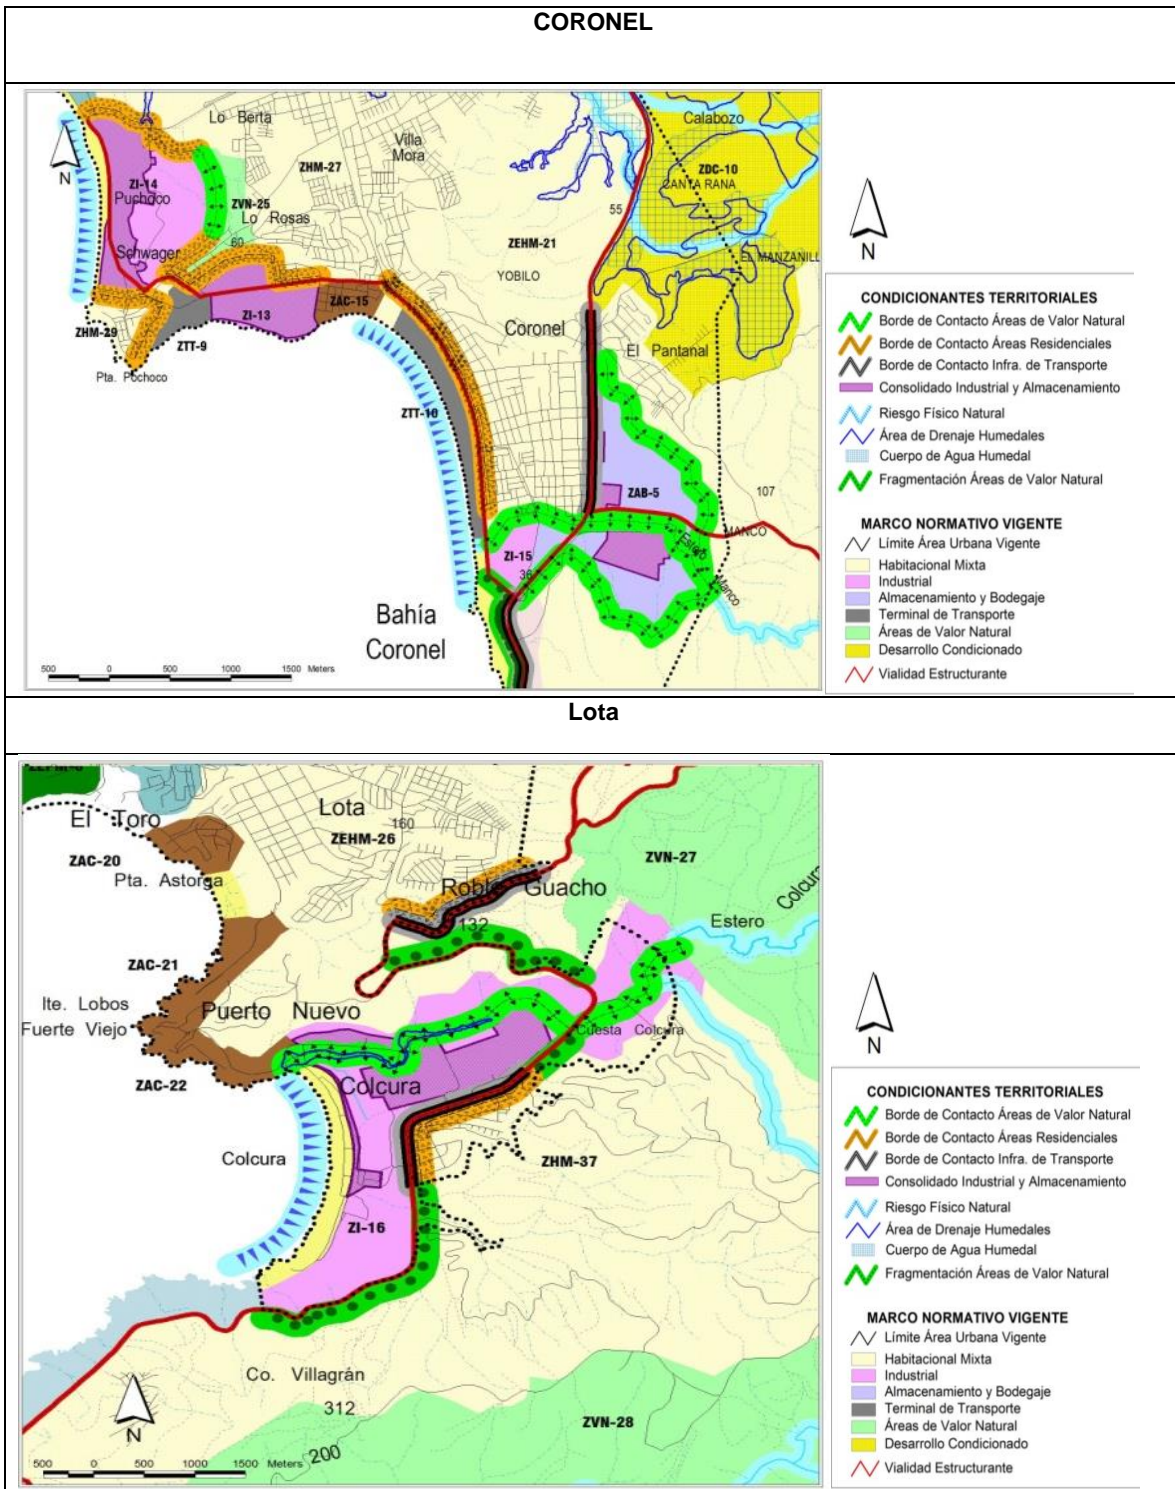 CORONEL
Lo Berta
Calabozo
Villa
Mora
ZHM-27
ZDC-10
CANTA RANA
N
ZI-14
Puchoco
ZVN-25
Lo Rosas
55
60
ZEHM-21
EL MANZANILL
Schwager
YOBILO
N
ZAC-15
ZHM-29
ZI-13
Coronel
El Pantanal
ZTT-9
Pta. Puchoco
ZTT-10
107
ZAB-5
MANCO
Estero Manco
ZI-15
36
Bahía
Coronel
500 0 500 1000 1500 Meters
CONDICIONANTES TERRITORIALES
Borde de Contacto Áreas de Valor Natural
Borde de Contacto Áreas Residenciales
Borde de Contacto Infra. de Transporte
Consolidado Industrial y Almacenamiento
Riesgo Físico Natural
Área de Drenaje Humedales
Cuerpo de Agua Humedal
Fragmentación Áreas de Valor Natural
MARCO NORMATIVO VIGENTE
Límite Área Urbana Vigente
Habitacional Mixta
Industrial
Almacenamiento y Bodegaje
Terminal de Transporte
Áreas de Valor Natural
Desarrollo Condicionado
Vialidad Estructurante
Lota
El Toro
Lota
160
ZEHM-26
ZAC-20
Pta. Astorga
ZVN-27
Roble Guacho
Colcura
Estero
132
ZAC-21
Ite. Lobos
Fuerte Viejo
Puerto Nuevo
Cuesta Colcura
ZAC-22
Colcura
Colcura
ZHM-37
ZI-16
N
Co. Villagrán
312
N
ZVN-28
200
500 0 500 1000 1500 Meters
CONDICIONANTES TERRITORIALES
Borde de Contacto Áreas de Valor Natural
Borde de Contacto Áreas Residenciales
Borde de Contacto Infra. de Transporte
Consolidado Industrial y Almacenamiento
Riesgo Físico Natural
Área de Drenaje Humedales
Cuerpo de Agua Humedal
Fragmentación Áreas de Valor Natural
MARCO NORMATIVO VIGENTE
Límite Área Urbana Vigente
Habitacional Mixta
Industrial
Almacenamiento y Bodegaje
Terminal de Transporte
Áreas de Valor Natural
Desarrollo Condicionado
Vialidad Estructurante